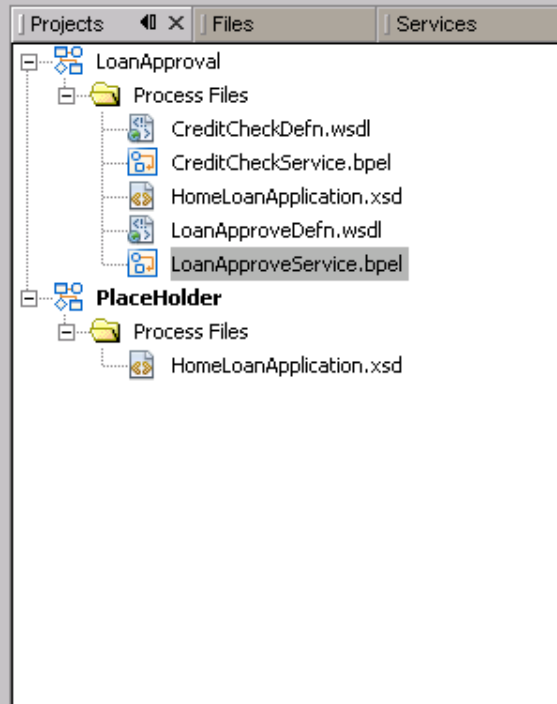 Projects Files Services
LoanApproval
Process Files
CreditCheckDefn.wsdl
CreditCheckService.bpel
HomeLoanApplication.xsd
LoanApproveDefn.wsdl
LoanApproveService.bpel
PlaceHolder
Process Files
HomeLoanApplication.xsd